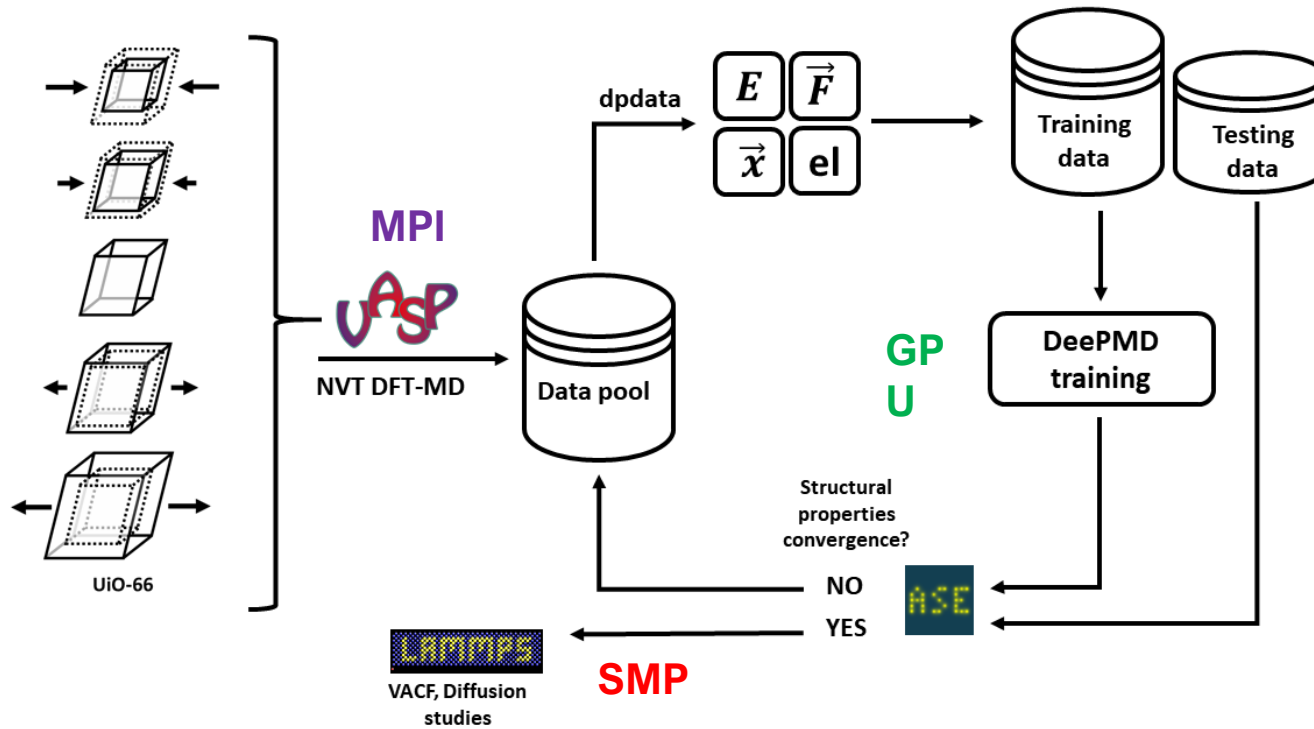 UiO-66
MPI
VASP
NVT DFT-MD
Data pool
dpdata
E
F
x
el
Training
data
Testing
data
DeePMD
training
GP
U
Structural
properties
convergence?
NO
YES
ASE
LAMMPS
VACF, Diffusion
studies
SMP